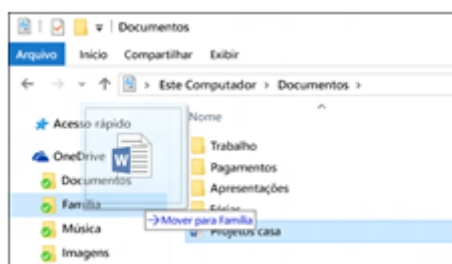 Documentos
Arquivo Início Compartilhar Exibir
Este Computador > Documentos >
Nome
Acesso rápido
OneDrive
Documentos
Família
Música
Imagens
Trabalho
Pagamentos
Apresentações
Férias
→Mover para Família
Projetos casa